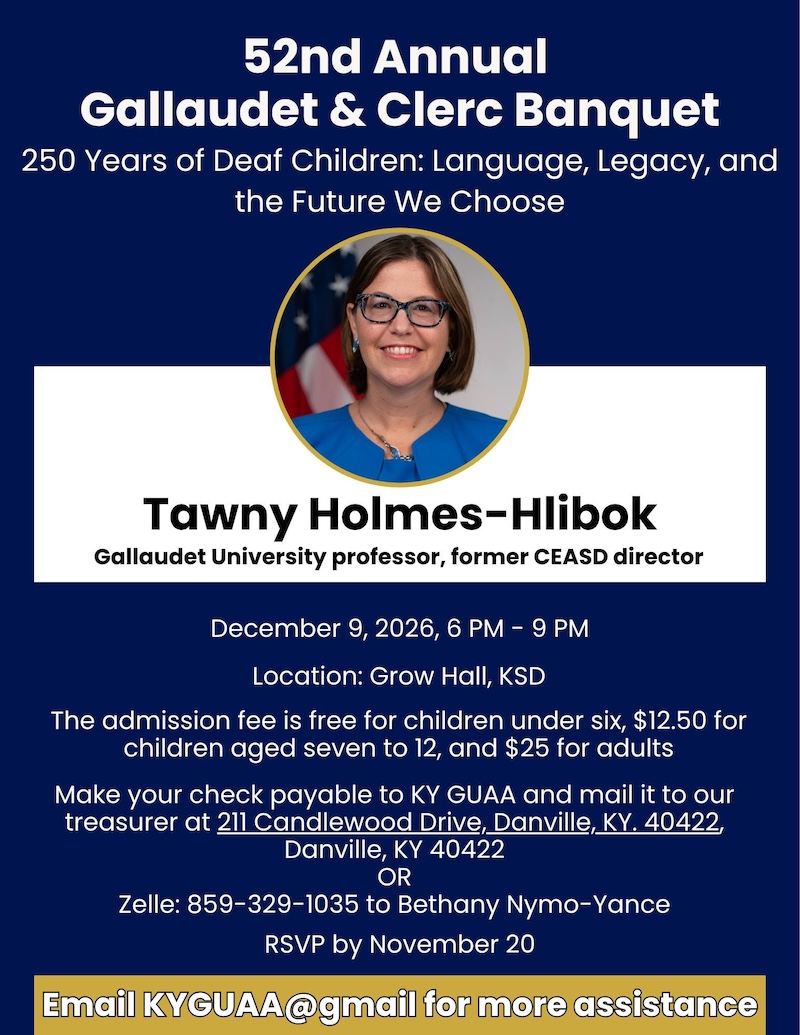 52nd Annual
Gallaudet & Clerc Banquet
250 Years of Deaf Children: Language, Legacy, and
the Future We Choose
Tawny Holmes-Hlibok
Gallaudet University professor, former CEASD director
December 9, 2026, 6 PM - 9 PM
Location: Grow Hall, KSD
The admission fee is free for children under six, $12.50 for
children aged seven to 12, and $25 for adults
Make your check payable to KY GUAA and mail it to our
treasurer at 211 Candlewood Drive, Danville, KY. 40422,
Danville, KY 40422
OR
Zelle: 859-329-1035 to Bethany Nymo-Yance
RSVP by November 20
Email KYGUAA@gmail for more assistance